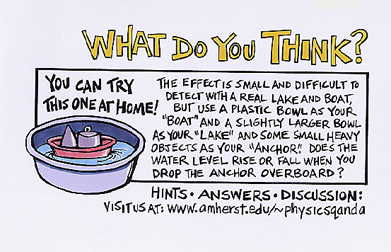 WHAT DO YOU THINK?
YOU CAN TRY
THIS ONE AT HOME!
THE EFFECT IS SMALL AND DIFFICULT TO
DETECT WITH A REAL LAKE AND BOAT,
BUT USE A PLASTIC BOWL AS YOUR
"BOAT" AND A SLIGHTLY LARGER BOWL
AS YOUR "LAKE" AND SOME SMALL HEAVY
OBJECTS AS YOUR "ANCHOR." DOES THE
WATER LEVEL RISE OR FALL WHEN YOU
DROP THE ANCHOR OVERBOARD?
HINTS • ANSWERS • DISCUSSION:
VISIT US AT: www.amherst.edu/~physicsqanda